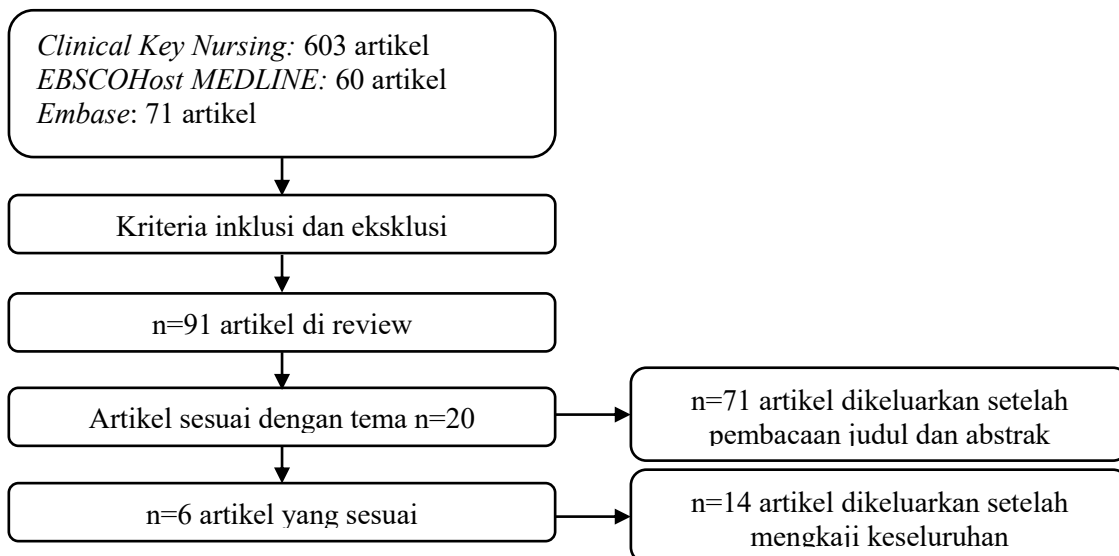 Clinical Key Nursing: 603 artikel
EBSCOHost MEDLINE: 60 artikel
Embase: 71 artikel
Kriteria inklusi dan eksklusi
n=91 artikel di review
Artikel sesuai dengan tema n=20
n=71 artikel dikeluarkan setelah
pembacaan judul dan abstrak
n=6 artikel yang sesuai
n=14 artikel dikeluarkan setelah
mengkaji keseluruhan